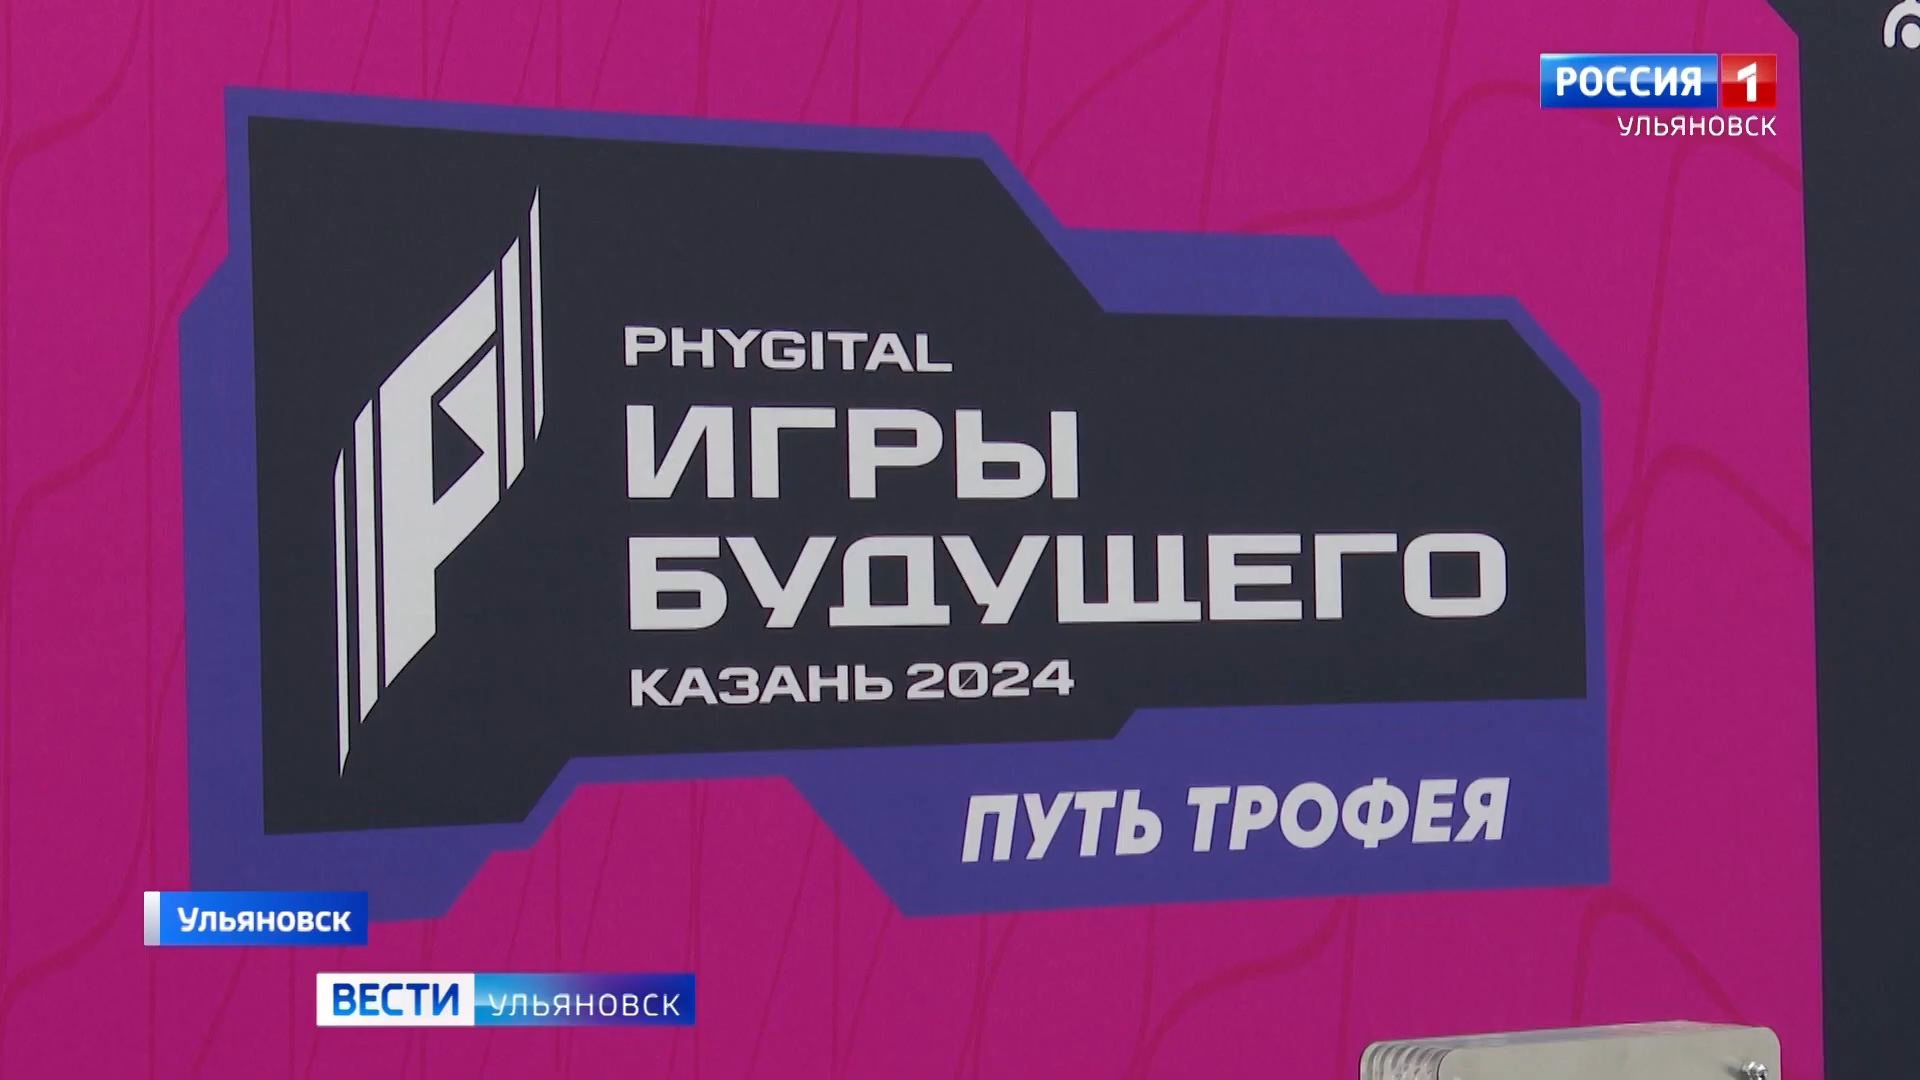 РОССИЯ 1
УЛЬЯНОВСК
PHYGITAL
ИГРЫ
БУДУЩЕГО
КАЗАНЬ 2024
ПУТЬ ТРОФЕЯ
Ульяновск
ВЕСТИ УЛЬЯНОВСК